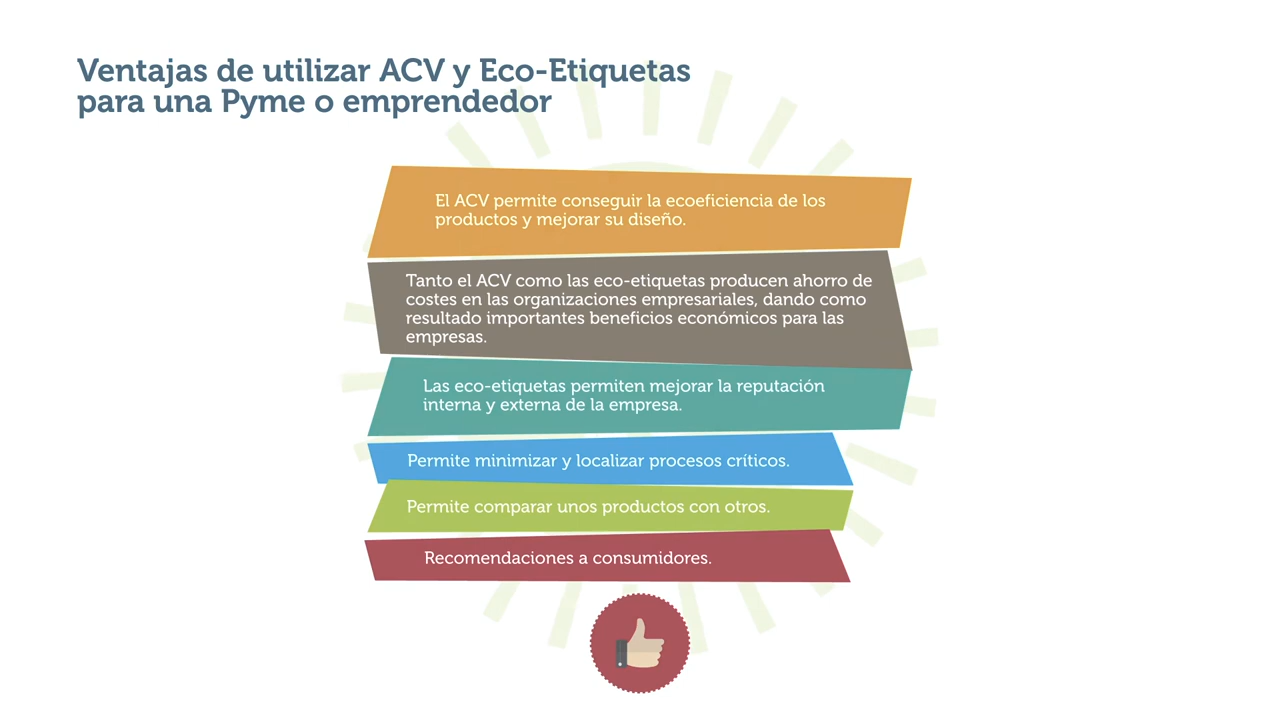 Ventajas de utilizar ACV y Eco-Etiquetas
para una Pyme o emprendedor
El ACV permite conseguir la ecoeficiencia de los
productos y mejorar su diseño.
Tanto el ACV como las eco-etiquetas producen ahorro de
costes en las organizaciones empresariales, dando como
resultado importantes beneficios económicos para las
empresas.
Las eco-etiquetas permiten mejorar la reputación
interna y externa de la empresa.
Permite minimizar y localizar procesos críticos.
Permite comparar unos productos con otros.
Recomendaciones a consumidores.